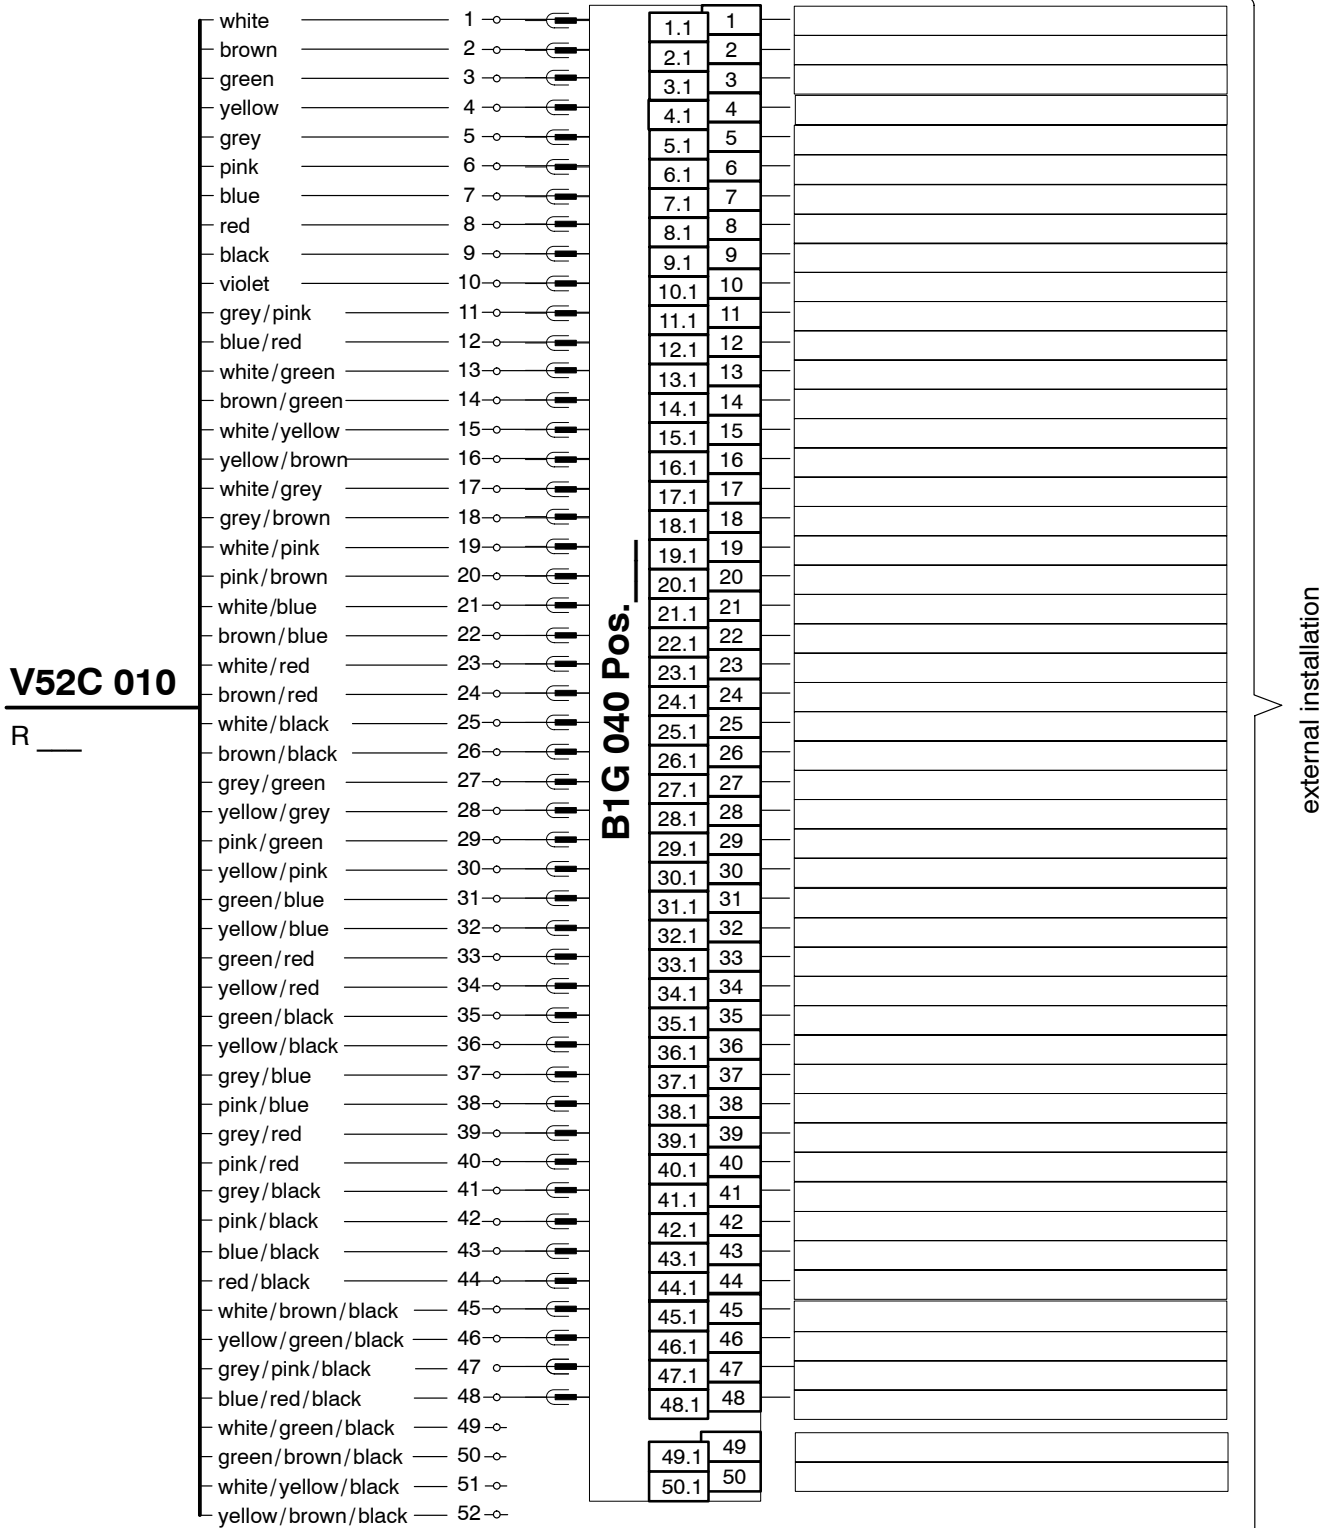 white 1 1.1 1
brown 2 2.1 2
green 3 3.1 3
yellow 4 4.1 4
grey 5 5.1 5
pink 6 6.1 6
blue 7 7.1 7
red 8 8.1 8
black 9 9.1 9
violet 10 10.1 10
grey/pink 11 11.1 11
blue/red 12 12.1 12
white/green 13 13.1 13
brown/green 14 14.1 14
white/yellow 15 15.1 15
yellow/brown 16 16.1 16
white/grey 17 17.1 17
grey/brown 18 18.1 18
white/pink 19 19.1 19
pink/brown 20 20.1 20
white/blue 21 21.1 21
brown/blue 22 22.1 22
white/red 23 23.1 23
brown/red 24 24.1 24
white/black 25 25.1 25
brown/black 26 26.1 26
grey/green 27 27.1 27
yellow/grey 28 28.1 28
pink/green 29 29.1 29
yellow/pink 30 30.1 30
green/blue 31 31.1 31
yellow/blue 32 32.1 32
green/red 33 33.1 33
yellow/red 34 34.1 34
green/black 35 35.1 35
yellow/black 36 36.1 36
grey/blue 37 37.1 37
pink/blue 38 38.1 38
grey/red 39 39.1 39
pink/red 40 40.1 40
grey/black 41 41.1 41
pink/black 42 42.1 42
blue/black 43 43.1 43
red/black 44 44.1 44
white/brown/black 45 45.1 45
yellow/green/black 46 46.1 46
grey/pink/black 47 47.1 47
blue/red/black 48 48.1 48
white/green/black 49 49.1 49
green/brown/black 50 50.1 50
white/yellow/black 51
yellow/brown/black 52
V52C 010
R ___
B1G 040 Pos.___
external installation